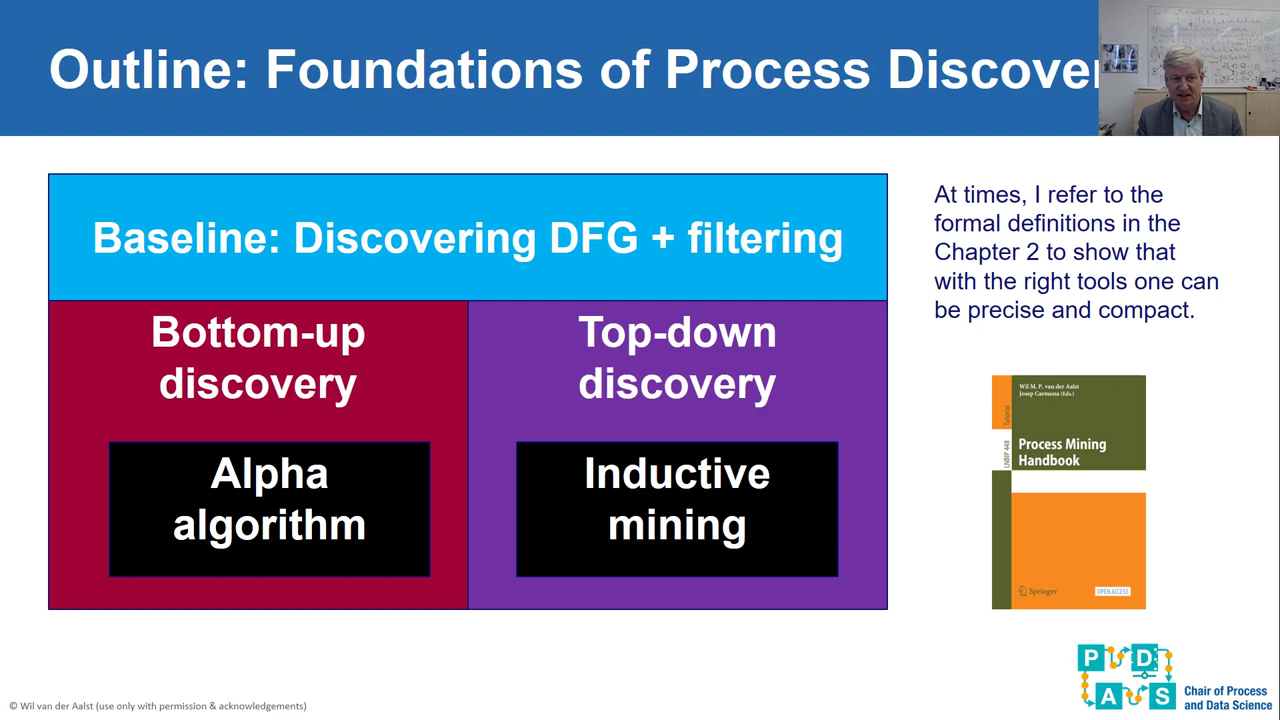 Outline: Foundations of Process Discover
Baseline: Discovering DFG + filtering
Bottom-up
discovery
Alpha
algorithm
Top-down
discovery
Inductive
mining
At times, I refer to the
formal definitions in the
Chapter 2 to show that
with the right tools one can
be precise and compact.
Wil M. P. van der Aalst
Josep Carmona (Eds.)
Tutorial
LNBIP 448
Process Mining
Handbook
Springer
OPEN ACCESS
P D
A S
Chair of Process
and Data Science
© Wil van der Aalst (use only with permission & acknowledgements)